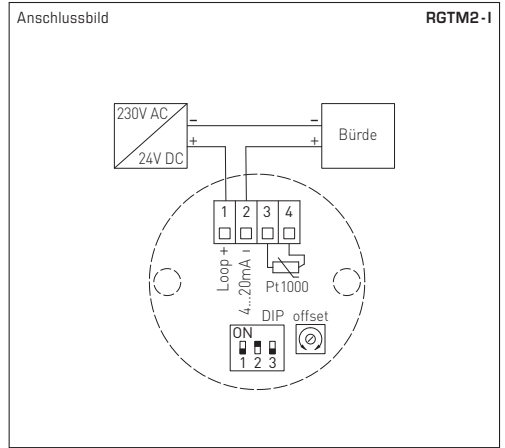 Anschlussbild RGTM2-I
230V AC
24V DC
– –
+ +
Bürde
1 2 3 4
Loop +
4...20mA –
Pt1000
DIP offset
ON
1 2 3